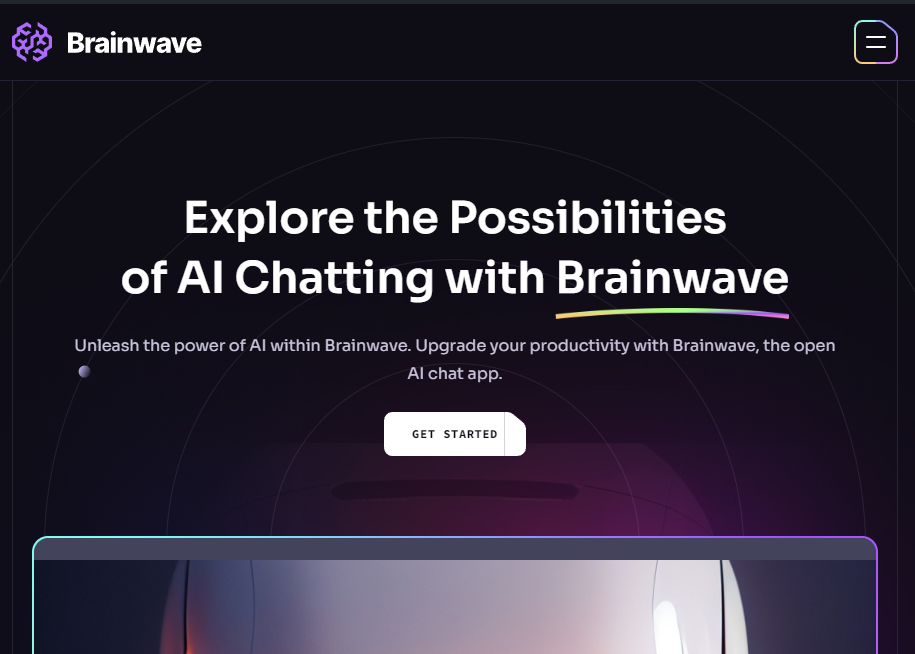 Brainwave
Explore the Possibilities
of AI Chatting with Brainwave
Unleash the power of AI within Brainwave. Upgrade your productivity with Brainwave, the open
AI chat app.
GET STARTED